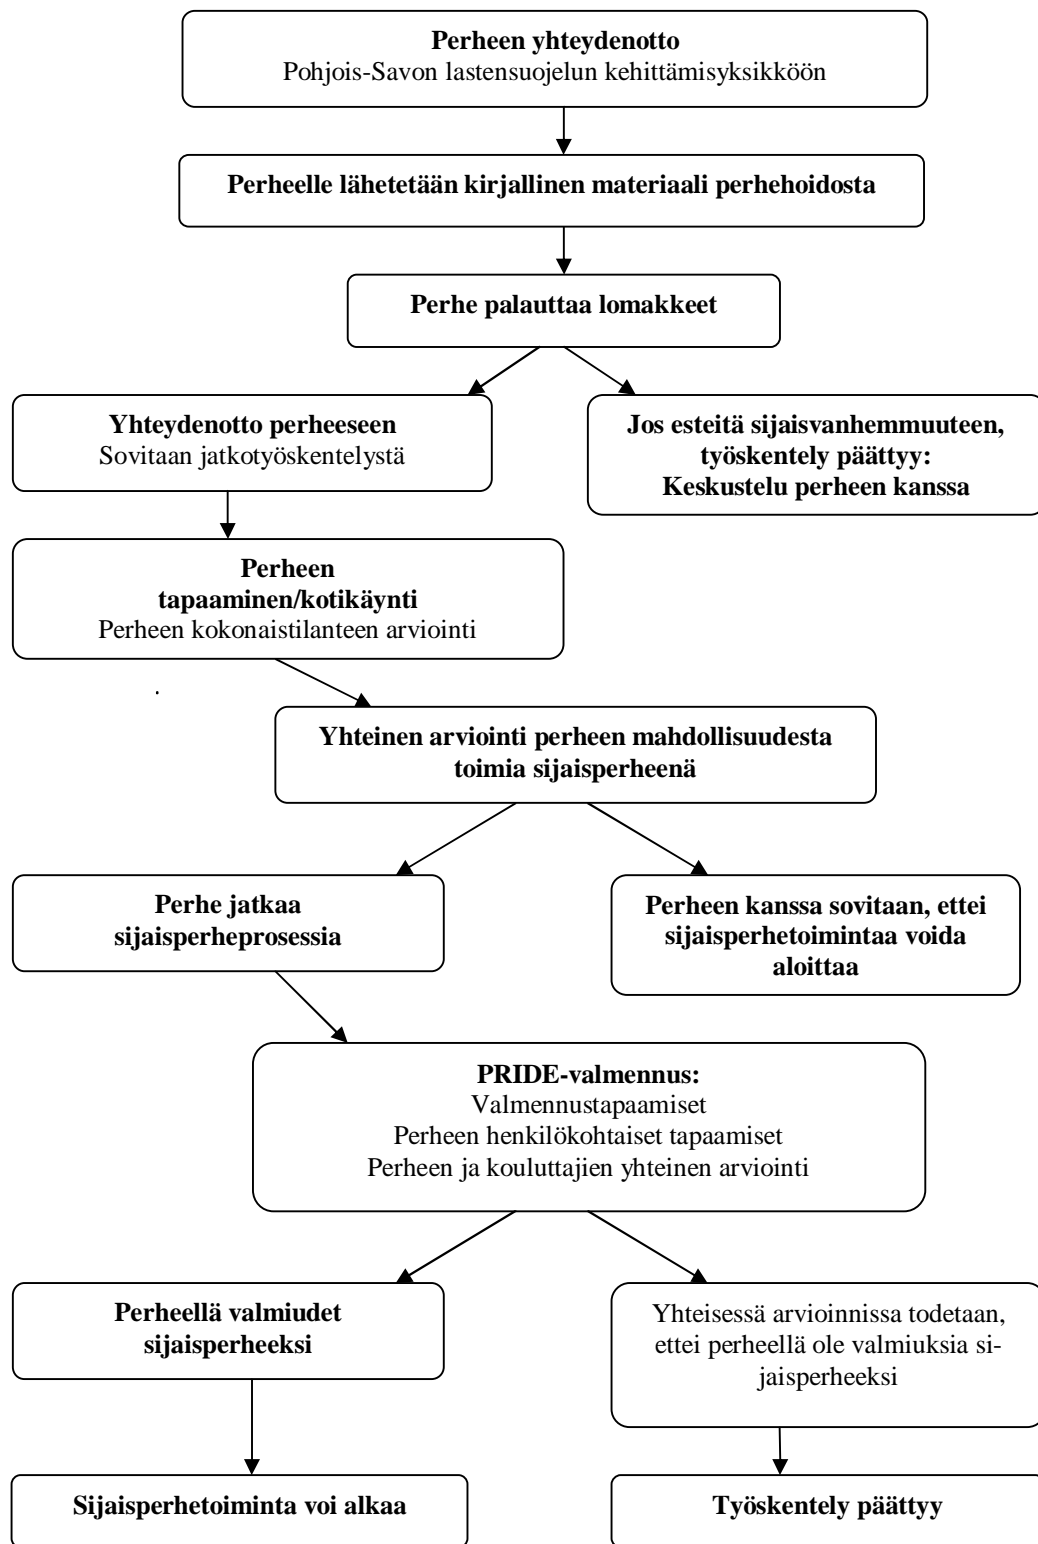 Perheen yhteydenotto
Pohjois-Savon lastensuojelun kehittämisyksikköön
Perheelle lähetetään kirjallinen materiaali perhehoidosta
Perhe palauttaa lomakkeet
Yhteydenotto perheeseen
Sovitaan jatkotyöskentelystä
Jos esteitä sijaisvanhemmuuteen,
työskentely päättyy:
Keskustelu perheen kanssa
Perheen
tapaaminen/kotikäynti
Perheen kokonaistilanteen arviointi
.
Yhteinen arviointi perheen mahdollisuudesta
toimia sijaisperheenä
Perhe jatkaa
sijaisperheprosessia
Perheen kanssa sovitaan, ettei
sijaisperhetoimintaa voida
aloittaa
PRIDE-valmennus:
Valmennustapaamiset
Perheen henkilökohtaiset tapaamiset
Perheen ja kouluttajien yhteinen arviointi
Perheellä valmiudet
sijaisperheeksi
Yhteisessä arvioinnissa todetaan,
ettei perheellä ole valmiuksia si-
jaisperheeksi
Sijaisperhetoiminta voi alkaa
Työskentely päättyy